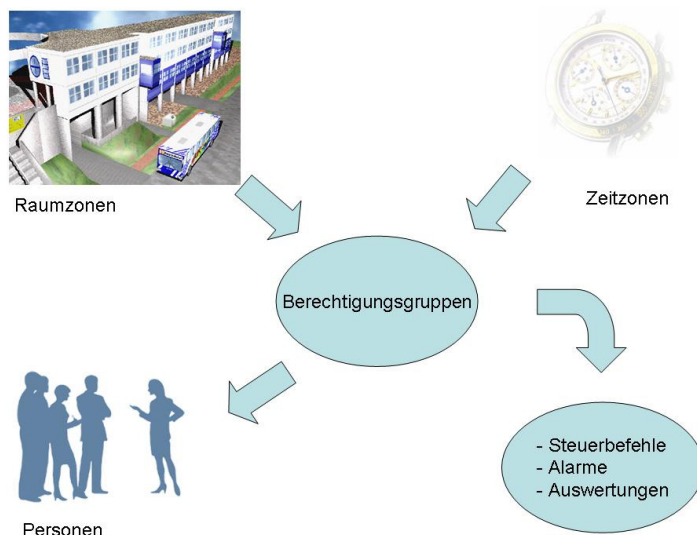 Raumzonen
Zeitzonen
Berechtigungsgruppen
- Steuerbefehle
- Alarme
- Auswertungen
Personen